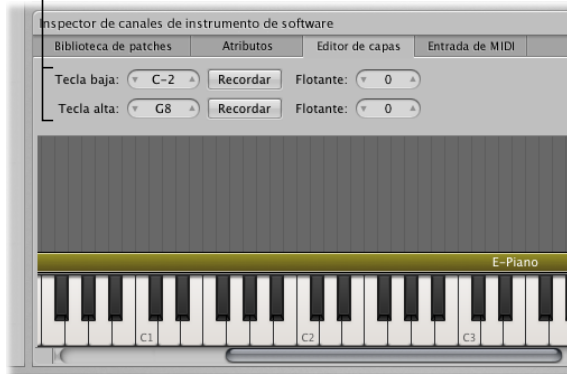 Inspector de canales de instrumento de software
Biblioteca de patches Atributos Editor de capas Entrada de MIDI
Tecla baja: C-2 Recordar Flotante: 0
Tecla alta: G8 Recordar Flotante: 0
E-Piano
C1 C2 C3